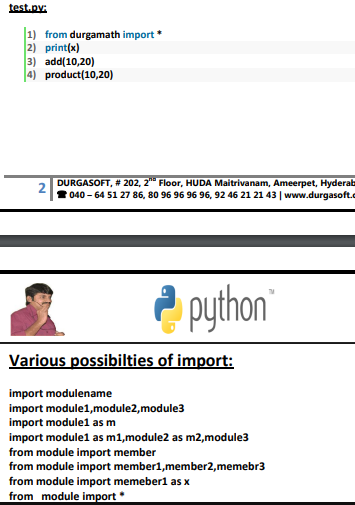 test.py:
1) from durgamath import *
2) print(x)
3) add(10,20)
4) product(10,20)
2 DURGASOFT, # 202, 2nd Floor, HUDA Maitrivanam, Ameerpet, Hyderab
☎ 040 – 64 51 27 86, 80 96 96 96 96, 92 46 21 21 43 | www.durgasoft.c
python™
Various possibilties of import:
import modulename
import module1,module2,module3
import module1 as m
import module1 as m1,module2 as m2,module3
from module import member
from module import member1,member2,memebr3
from module import memeber1 as x
from module import *